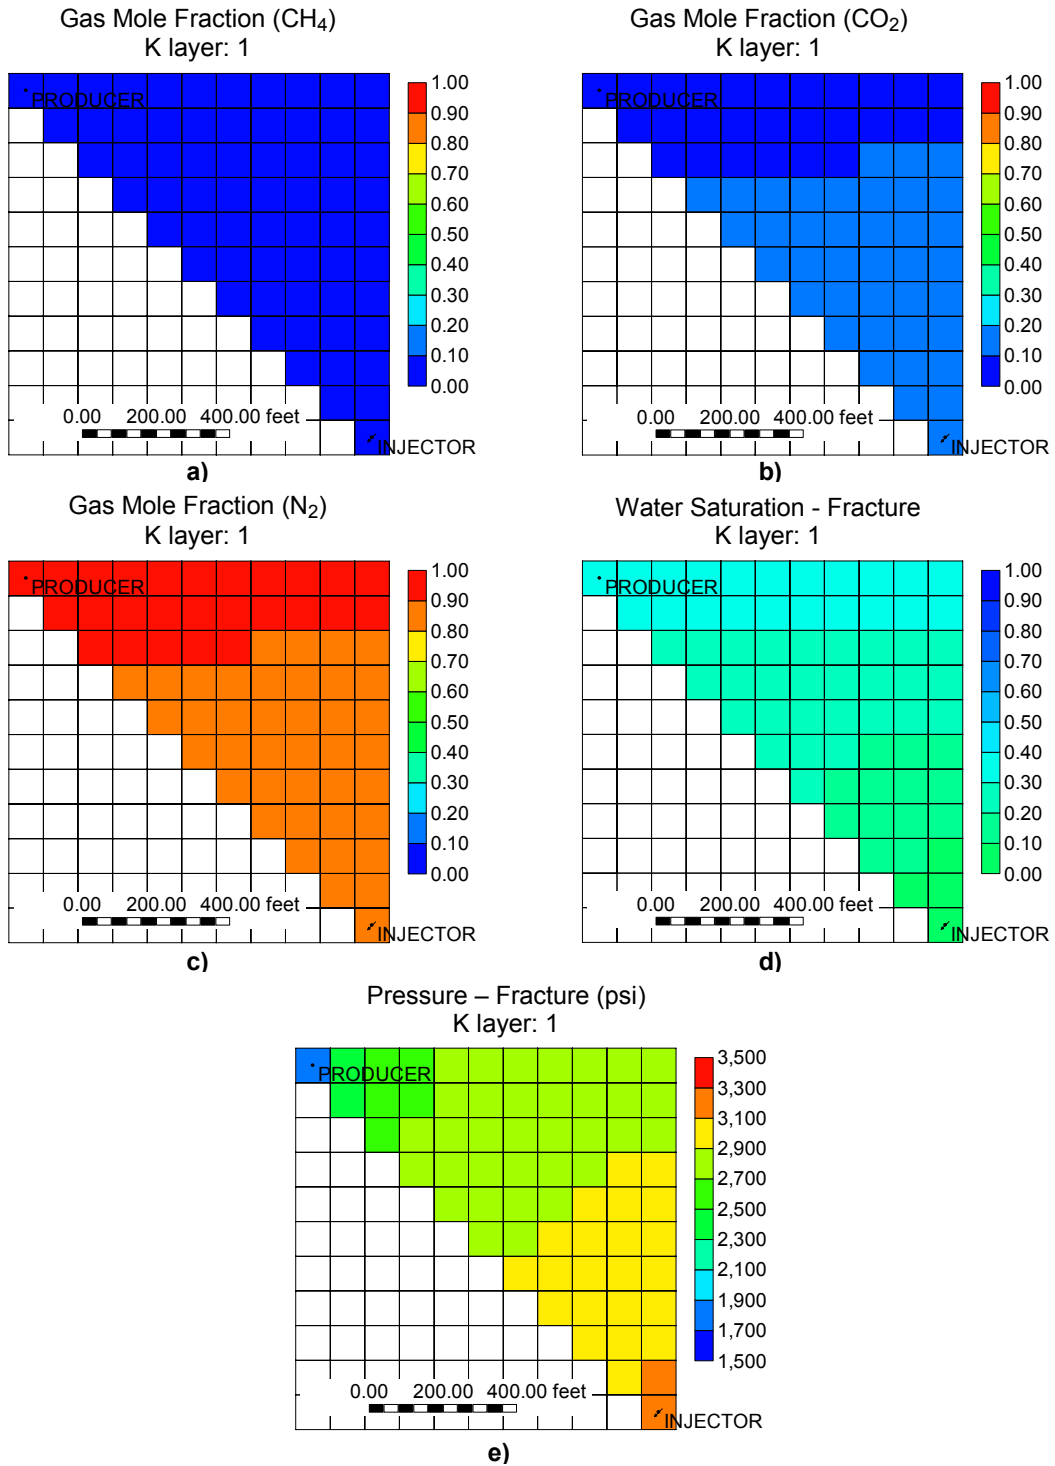 Gas Mole Fraction (CH₄)
K layer: 1
PRODUCER
1.00
0.90
0.80
0.70
0.60
0.50
0.40
0.30
0.20
0.10
0.00
0.00 200.00 400.00 feet
INJECTOR
a)
Gas Mole Fraction (CO₂)
K layer: 1
PRODUCER
1.00
0.90
0.80
0.70
0.60
0.50
0.40
0.30
0.20
0.10
0.00
0.00 200.00 400.00 feet
INJECTOR
b)
Gas Mole Fraction (N₂)
K layer: 1
PRODUCER
1.00
0.90
0.80
0.70
0.60
0.50
0.40
0.30
0.20
0.10
0.00
0.00 200.00 400.00 feet
INJECTOR
c)
Water Saturation - Fracture
K layer: 1
PRODUCER
1.00
0.90
0.80
0.70
0.60
0.50
0.40
0.30
0.20
0.10
0.00
0.00 200.00 400.00 feet
INJECTOR
d)
Pressure – Fracture (psi)
K layer: 1
PRODUCER
3,500
3,300
3,100
2,900
2,700
2,500
2,300
2,100
1,900
1,700
1,500
0.00 200.00 400.00 feet
INJECTOR
e)